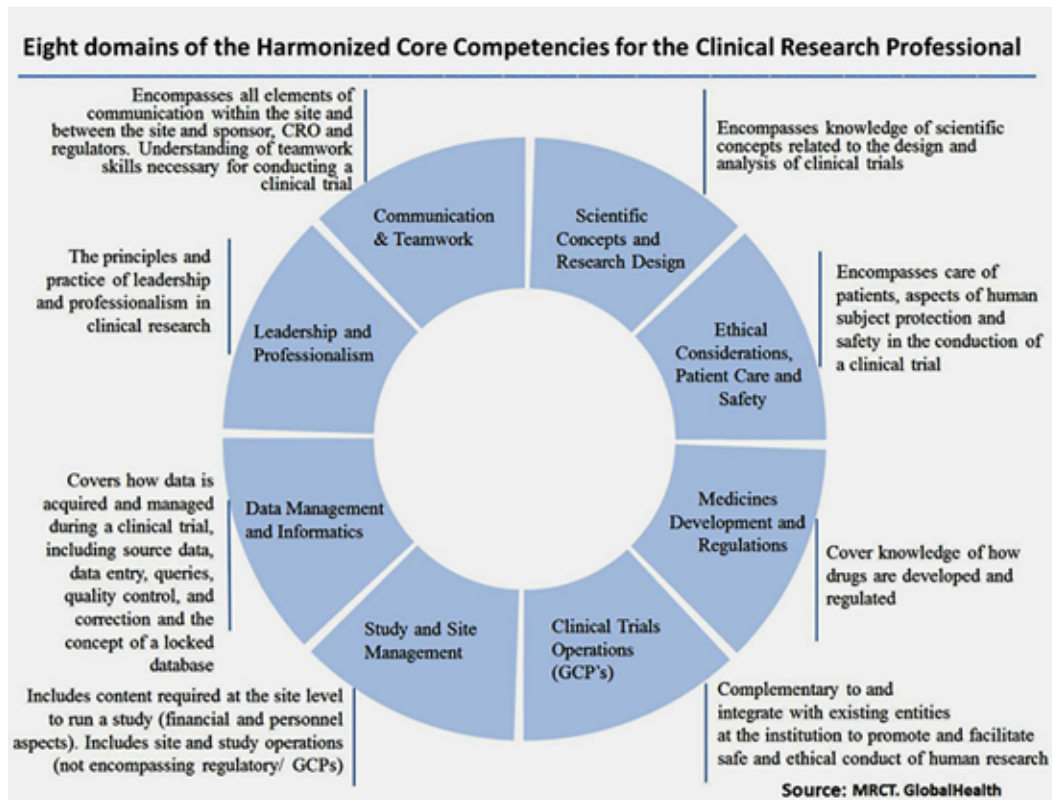 Eight domains of the Harmonized Core Competencies for the Clinical Research Professional
Encompasses all elements of
communication within the site and
between the site and sponsor, CRO and
regulators. Understanding of teamwork
skills necessary for conducting a
clinical trial
Encompasses knowledge of scientific
concepts related to the design and
analysis of clinical trials
Communication
& Teamwork
Scientific
Concepts and
Research Design
The principles and
practice of leadership
and professionalism in
clinical research
Leadership and
Professionalism
Ethical
Considerations,
Patient Care and
Safety
Encompasses care of
patients, aspects of human
subject protection and
safety in the conduction of
a clinical trial
Covers how data is
acquired and managed
during a clinical trial,
including source data,
data entry, queries,
quality control, and
correction and the
concept of a locked
database
Data Management
and Informatics
Medicines
Development and
Regulations
Cover knowledge of how
drugs are developed and
regulated
Study and Site
Management
Clinical Trials
Operations
(GCP's)
Includes content required at the site level
to run a study (financial and personnel
aspects). Includes site and study operations
(not encompassing regulatory/ GCPs)
Complementary to and
integrate with existing entities
at the institution to promote and facilitate
safe and ethical conduct of human research
Source: MRCT. GlobalHealth